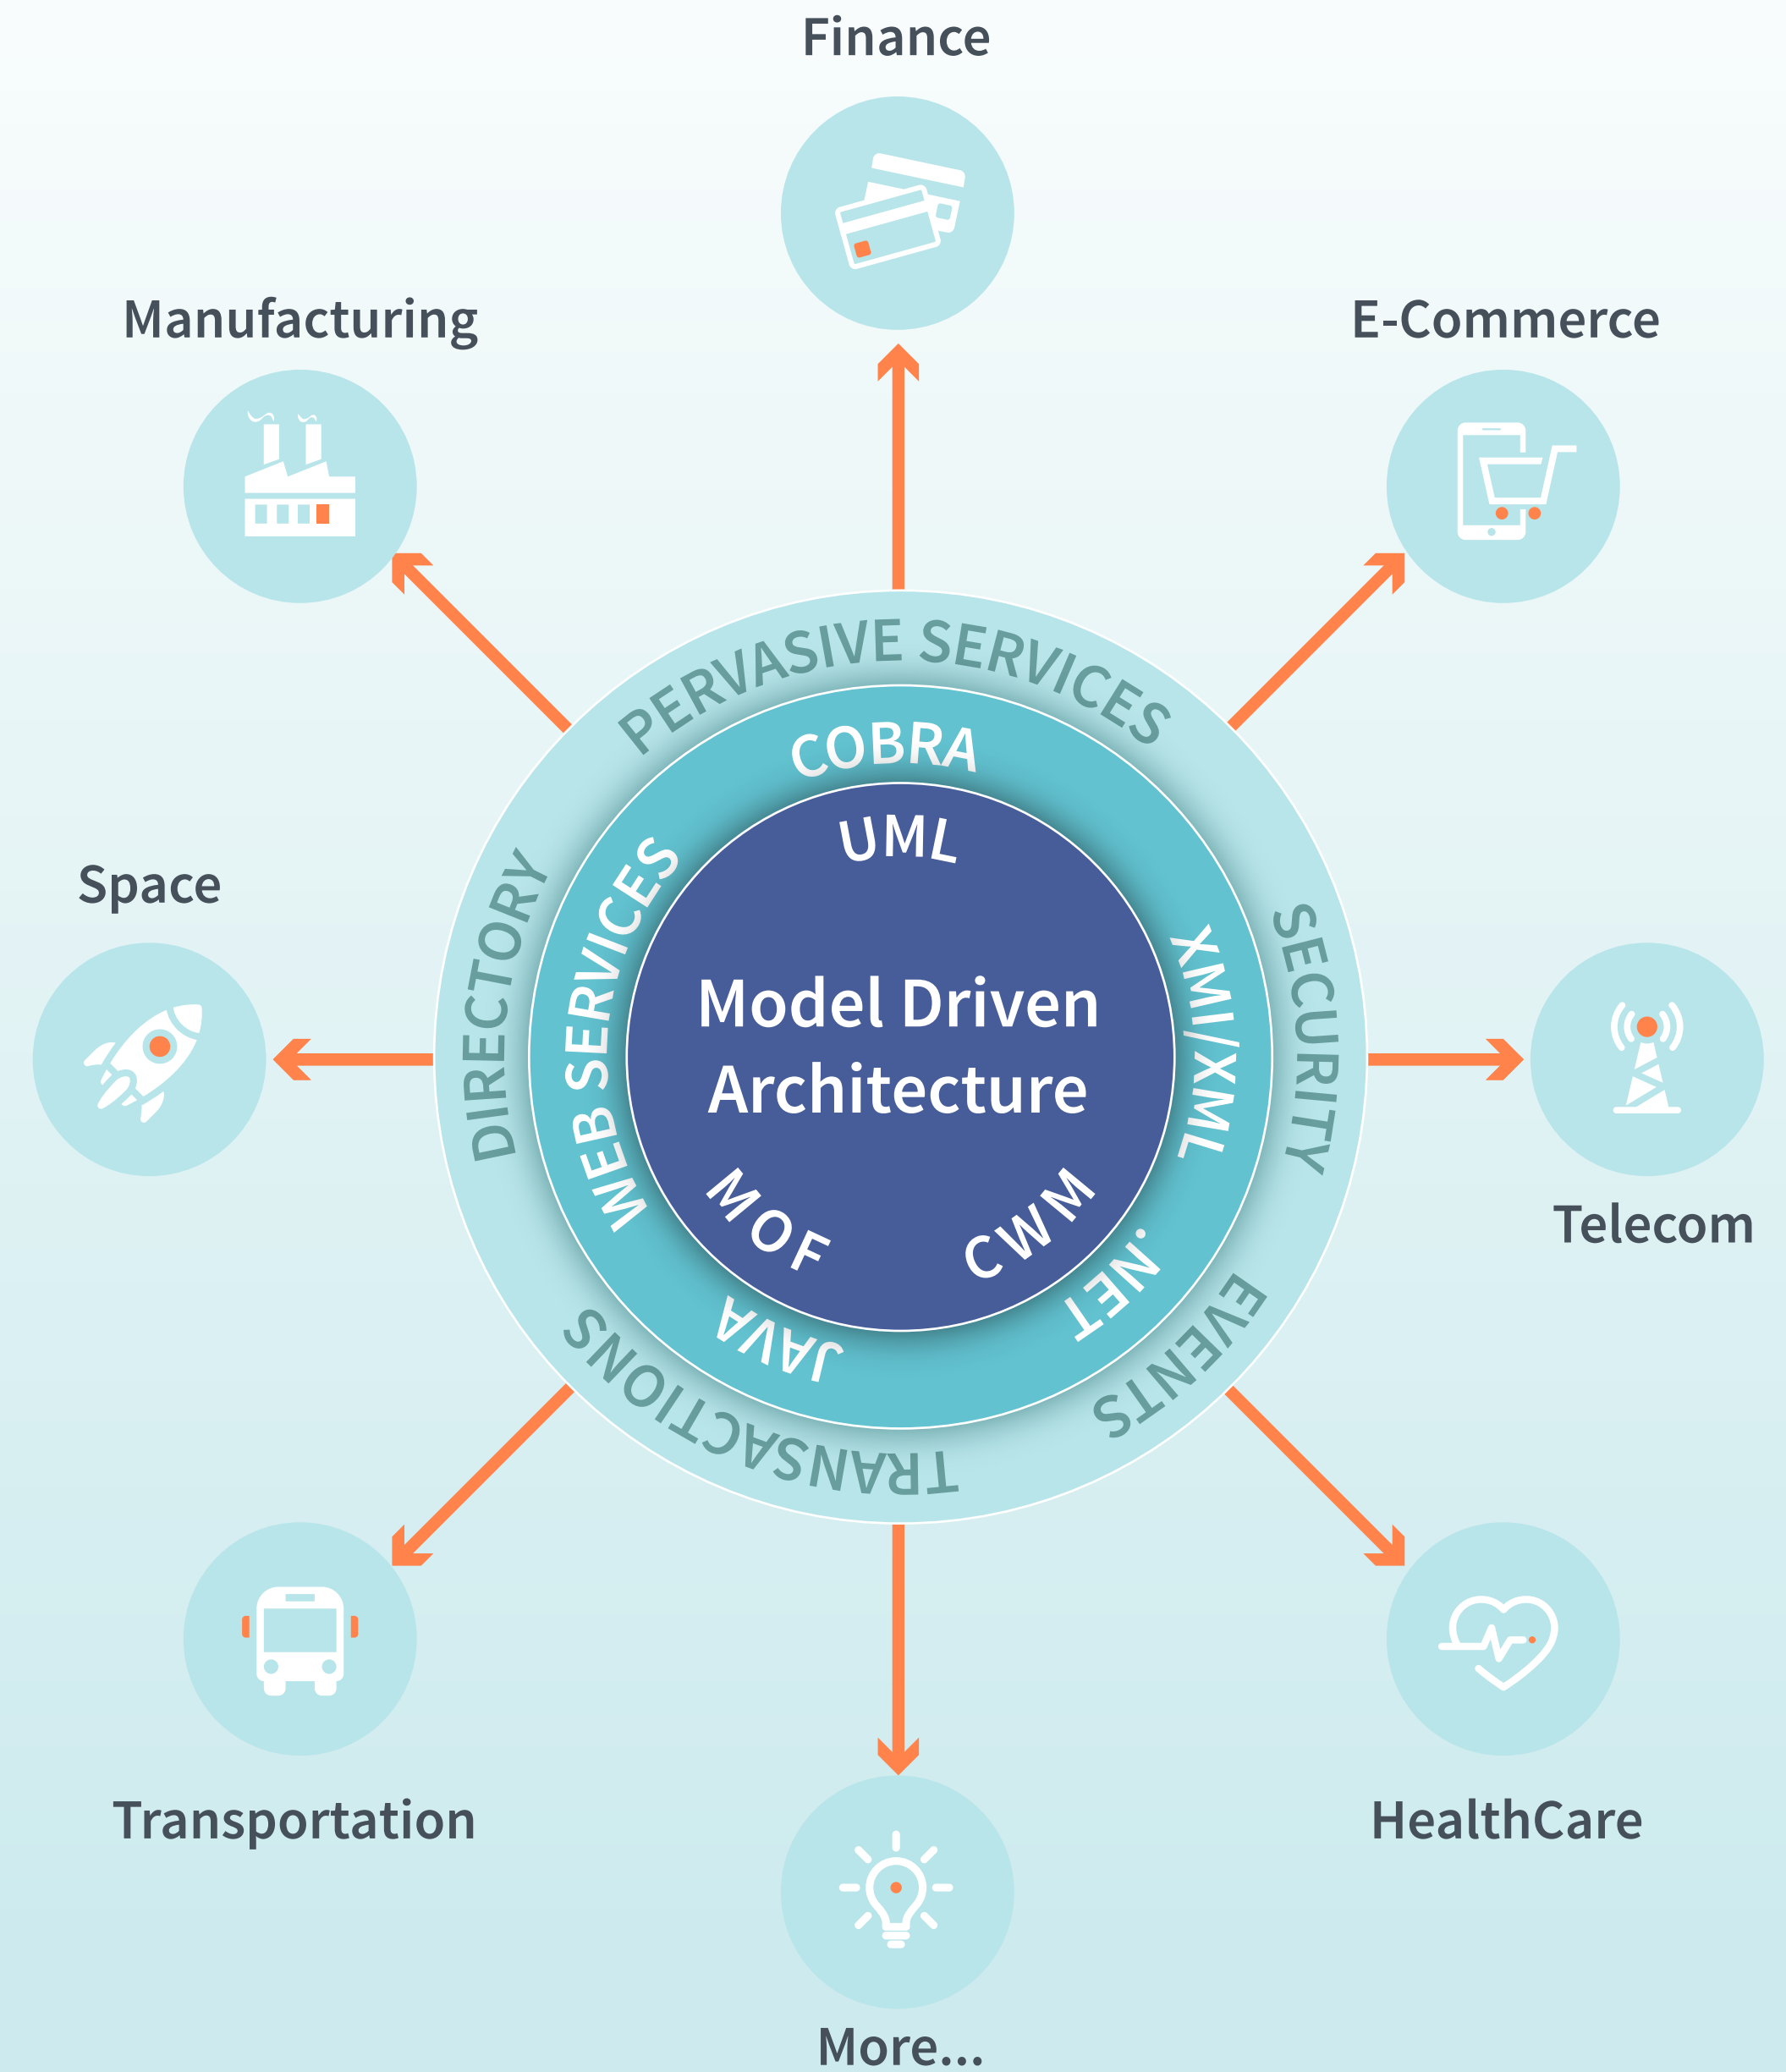 Finance
Manufacturing
E-Commerce
PERVASIVE SERVICES
COBRA
UML
Space
DIRECTORY
WEB SERVICES
Model Driven
Architecture
XMI/XML
SECURITY
Telecom
MOF
CWM
JAVA
.NET
TRANSACTIONS
EVENTS
Transportation
HealthCare
More...